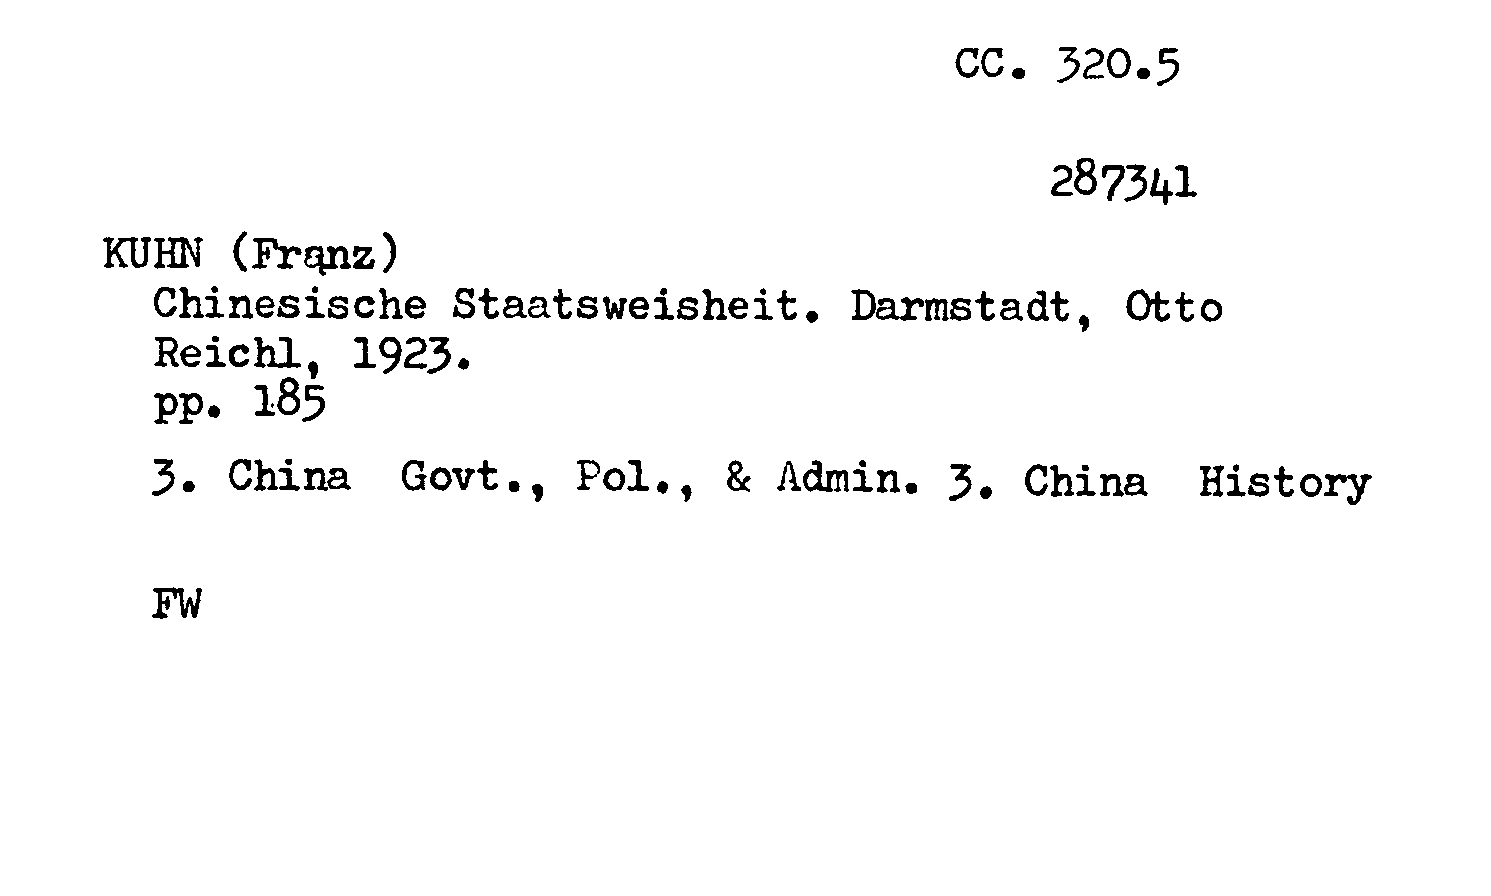 CC. 320.5
287341
KUHN (Franz)
Chinesische Staatsweisheit. Darmstadt, Otto
Reichl, 1923.
pp. 185
3. China Govt., Pol., & Admin. 3. China History
FW